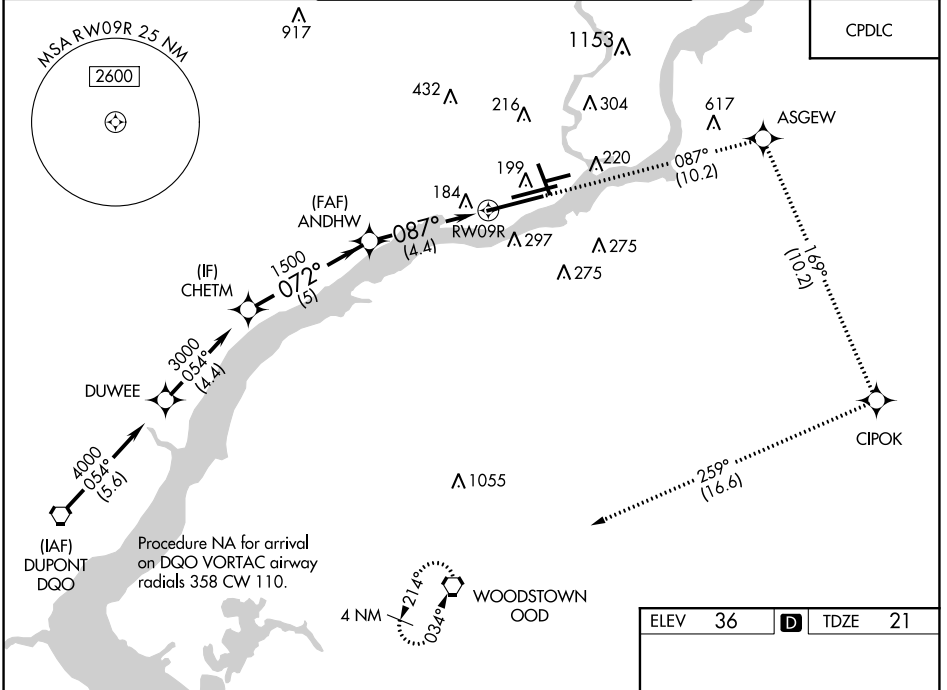 MSA RW09R 25 NM
2600
917
1153
CPDLC
432
216
304
617
ASGEW
199
220
087°
(10.2)
184
(FAF)
ANDHW
087°
(4.4)
RW09R
297
275
275
169°
(10.2)
(IF)
CHETM
1500
072°
(5)
3000
054°
(4.4)
DUWEE
4000
054°
(5.6)
CIPOK
259°
(16.6)
1055
(IAF)
DUPONT
DQO
Procedure NA for arrival
on DQO VORTAC airway
radials 358 CW 110.
4 NM
214°
034°
WOODSTOWN
OOD
ELEV 36 D TDZE 21